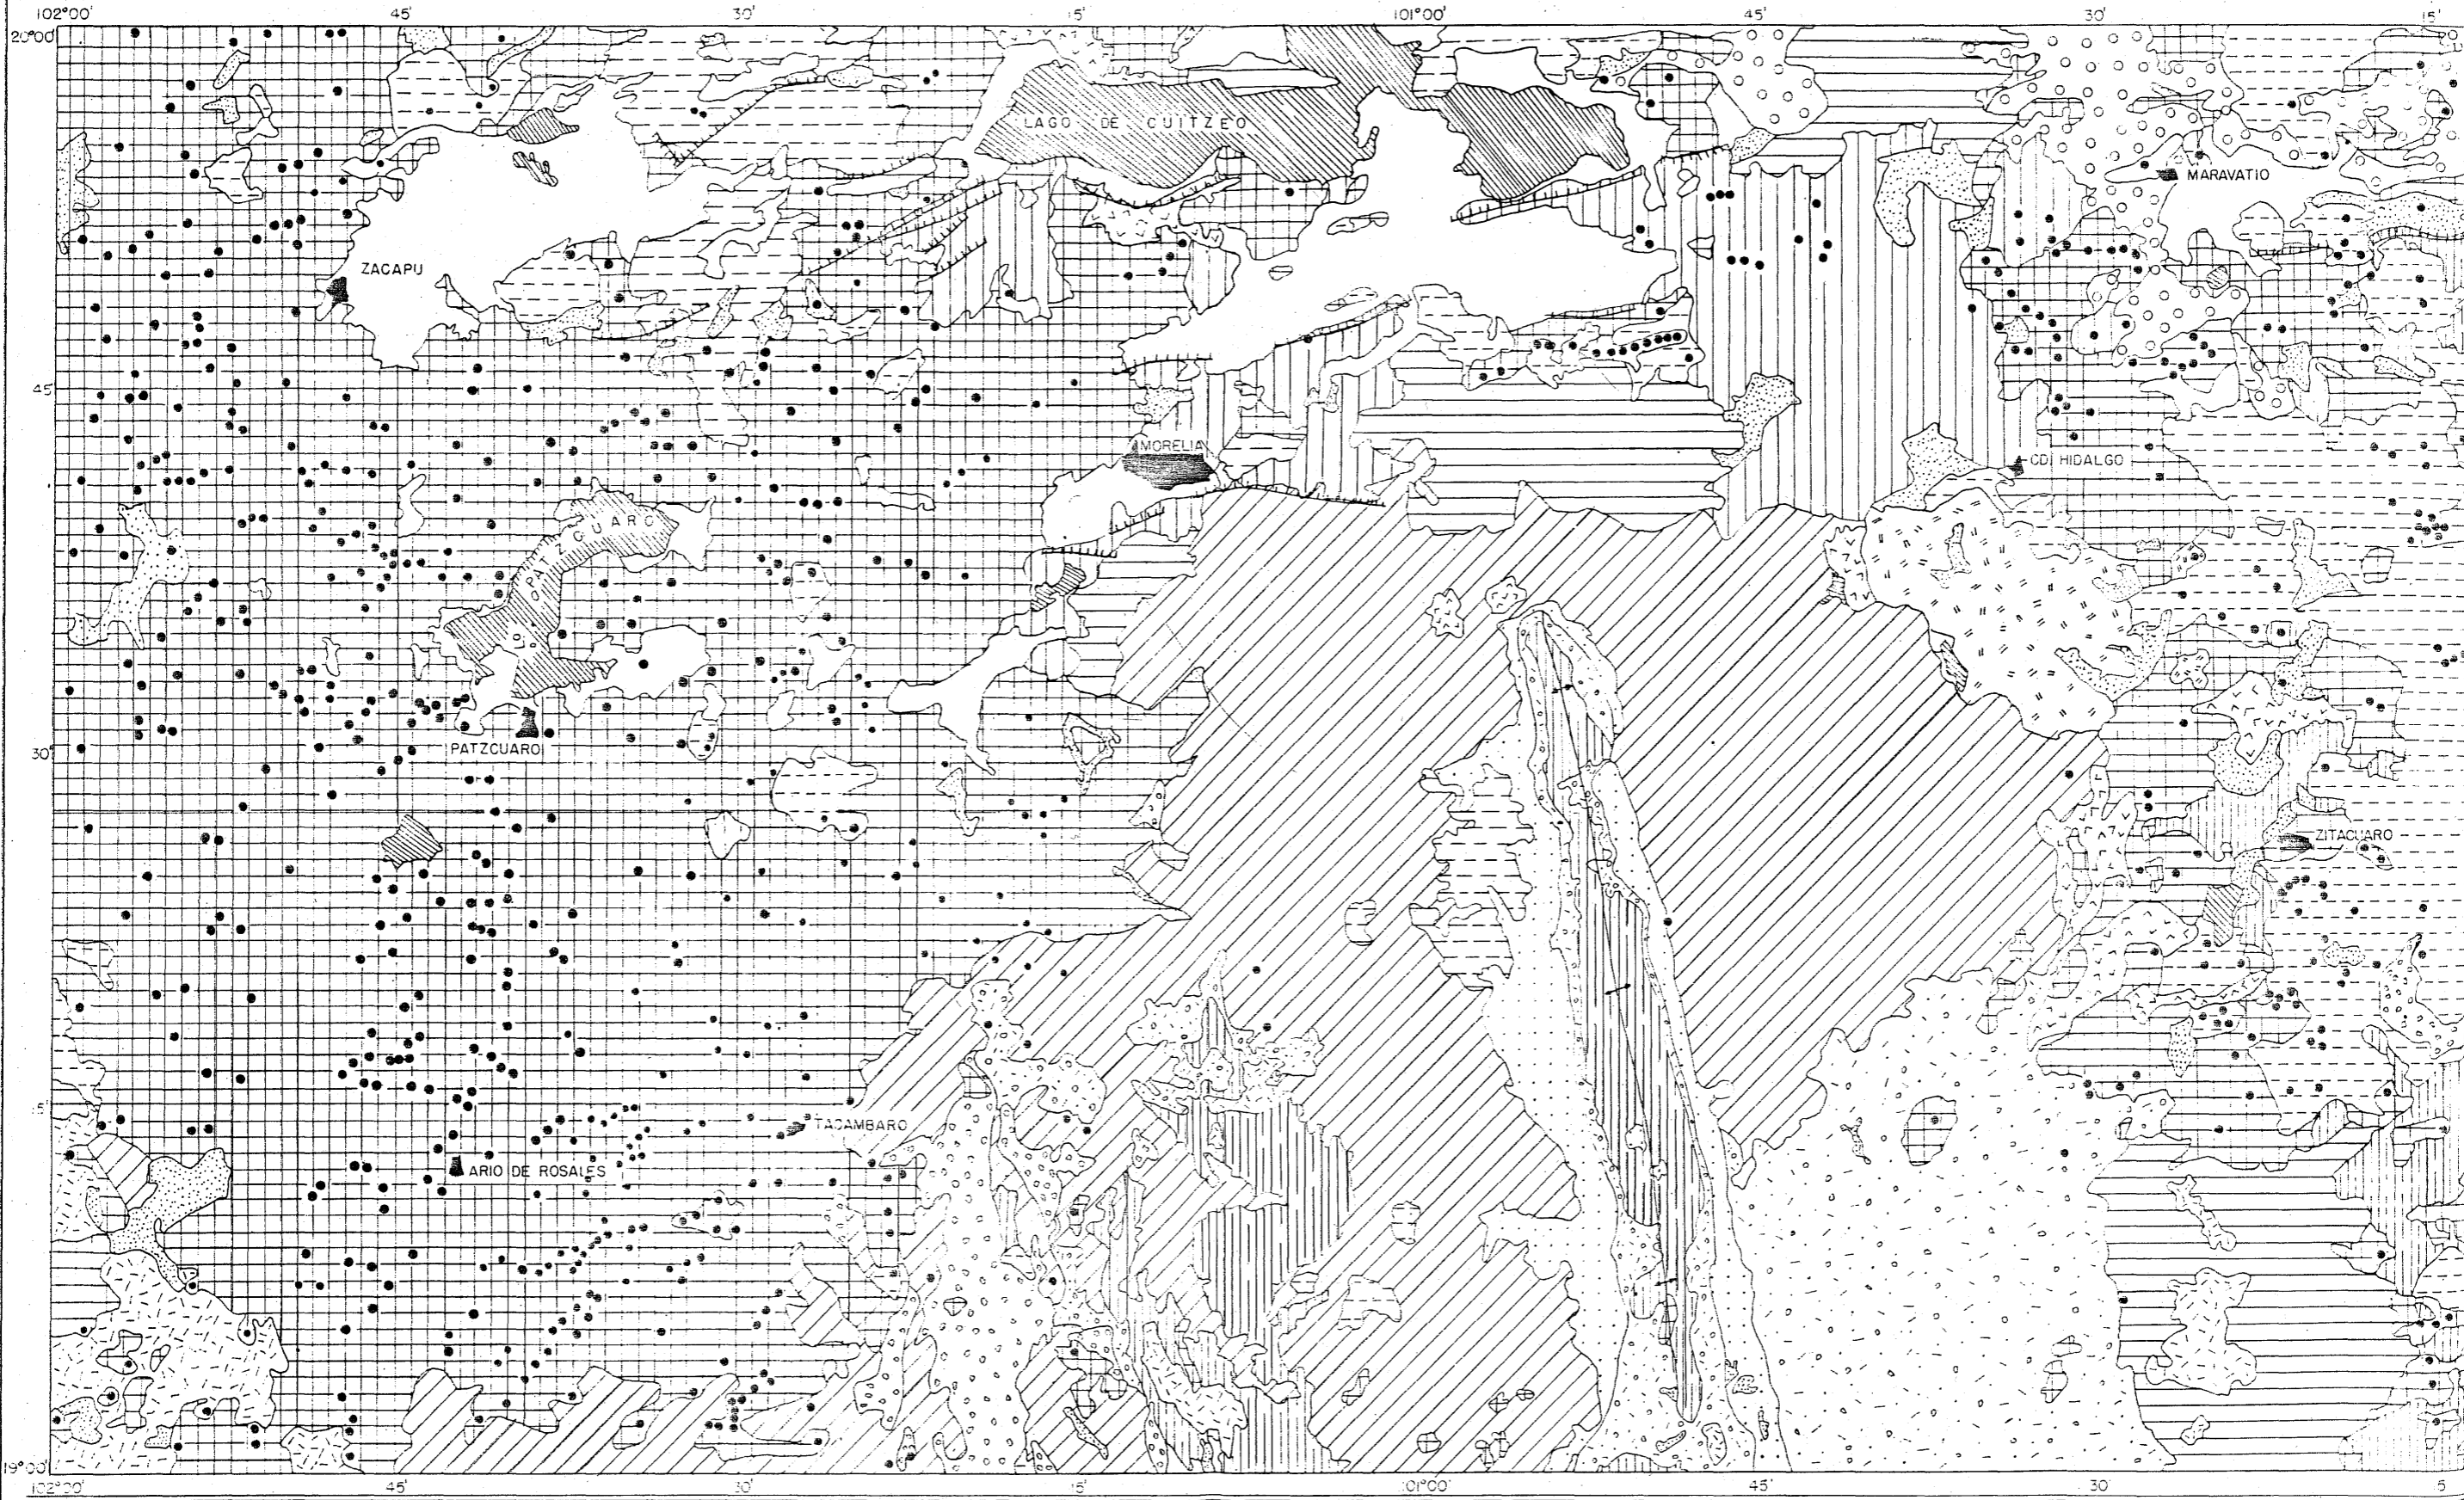 102°00' 45' 30' 15' 101°00' 45' 30' 15'
20°00'
LAGO DE CUITZEO
MARAVATIO
ZACAPU
45'
MORELIA
CD. HIDALGO
L. DE PATZCUARO
30'
PATZCUARO
ZITACUARO
15'
TACAMBARO
ARIO DE ROSALES
19°00'
102°00' 45' 30' 15' 101°00' 45' 30'